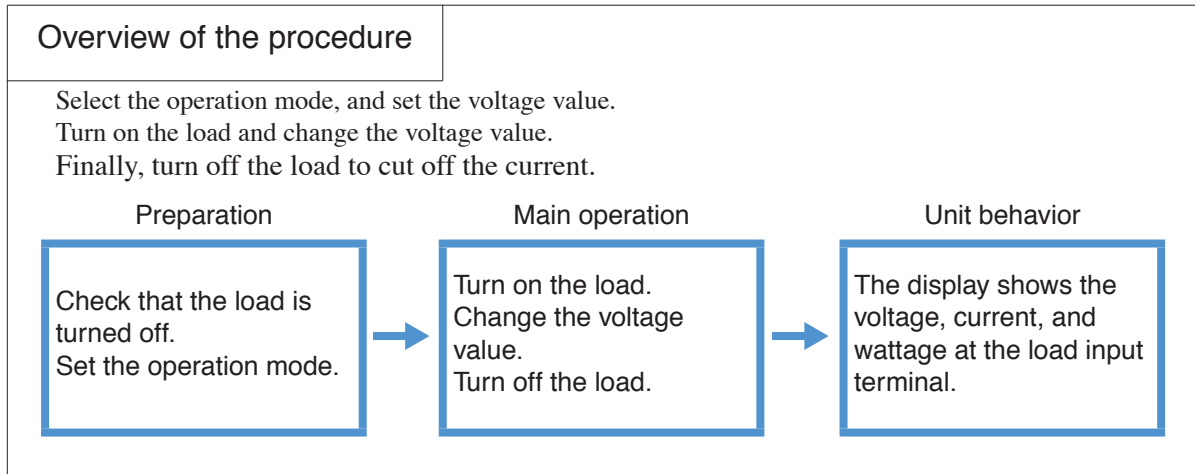 Overview of the procedure
Select the operation mode, and set the voltage value.
Turn on the load and change the voltage value.
Finally, turn off the load to cut off the current.
Preparation
Check that the load is
turned off.
Set the operation mode.
Main operation
Turn on the load.
Change the voltage
value.
Turn off the load.
Unit behavior
The display shows the
voltage, current, and
wattage at the load input
terminal.